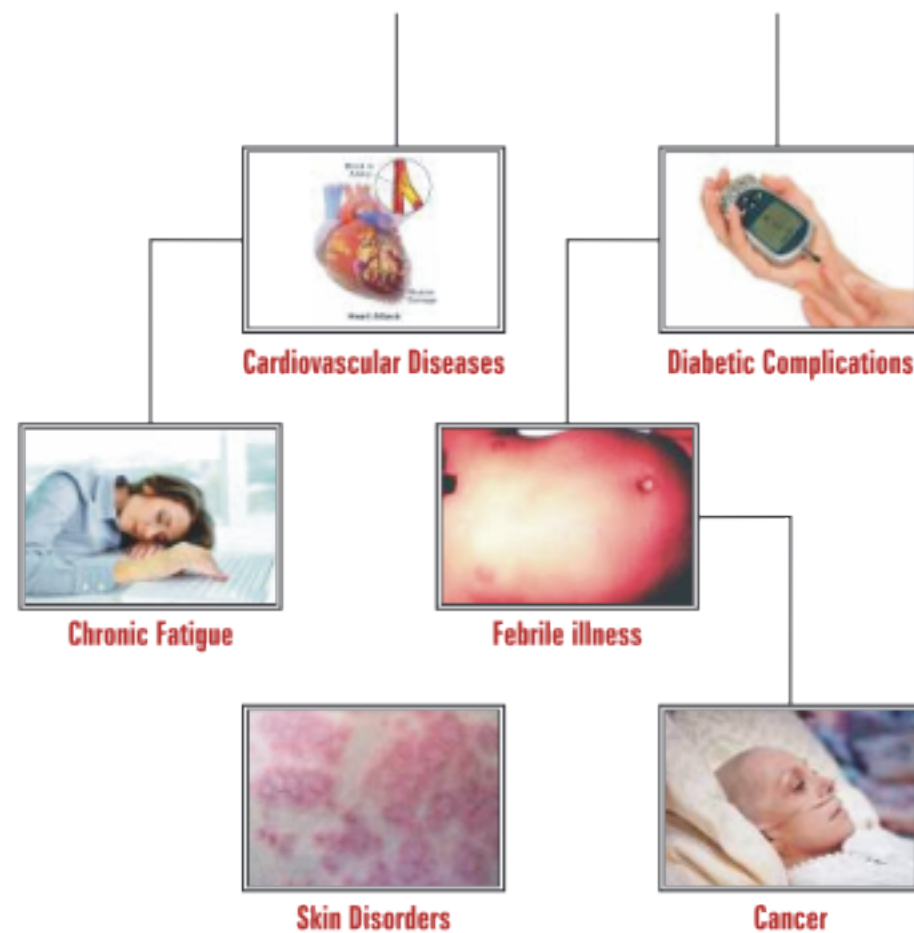 Cardiovascular Diseases
Diabetic Complications
Chronic Fatigue
Febrile illness
Skin Disorders
Cancer